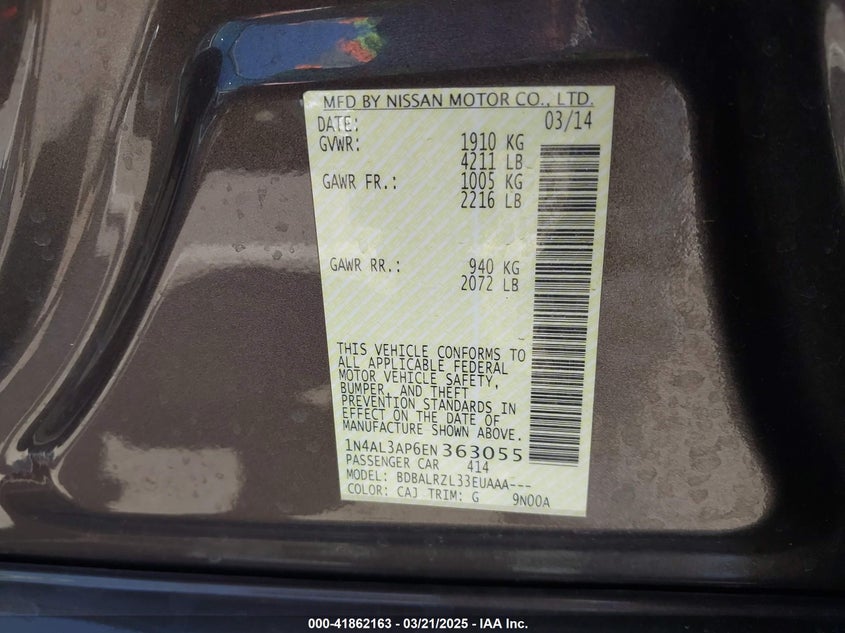 MFD BY NISSAN MOTOR CO., LTD.
DATE: 03/14
GVWR: 1910 KG
4211 LB
GAWR FR.: 1005 KG
2216 LB
GAWR RR.: 940 KG
2072 LB
THIS VEHICLE CONFORMS TO
ALL APPLICABLE FEDERAL
MOTOR VEHICLE SAFETY,
BUMPER, AND THEFT
PREVENTION STANDARDS IN
EFFECT ON THE DATE OF
MANUFACTURE SHOWN ABOVE.
1N4AL3AP6EN363055
PASSENGER CAR 414
MODEL: BDBALRZL33EUAAA---
COLOR: CAJ TRIM: G 9N00A
000-41862163 - 03/21/2025 - IAA Inc.